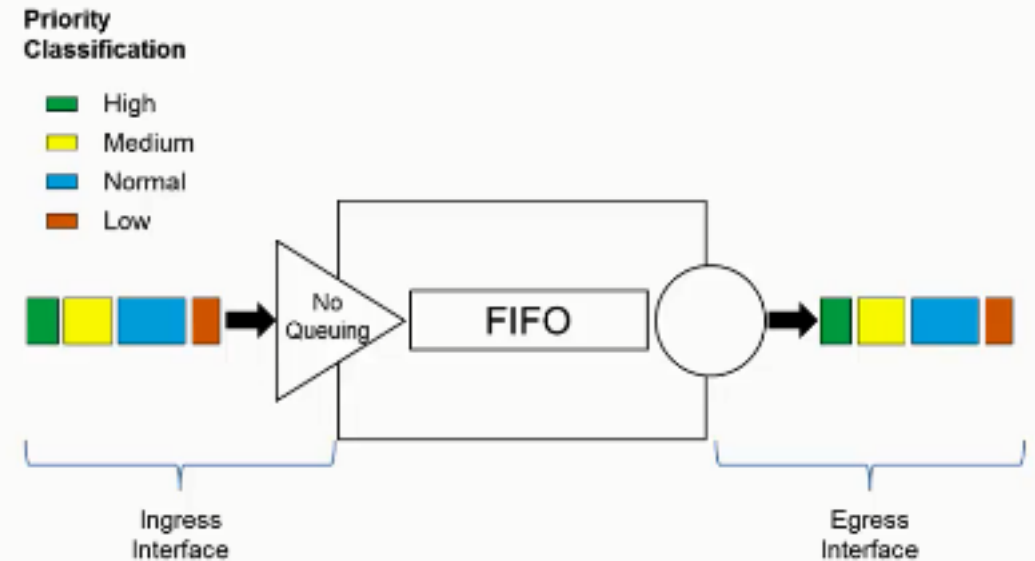 Priority
Classification
High
Medium
Normal
Low
No
Queuing
FIFO
Ingress
Interface
Egress
Interface